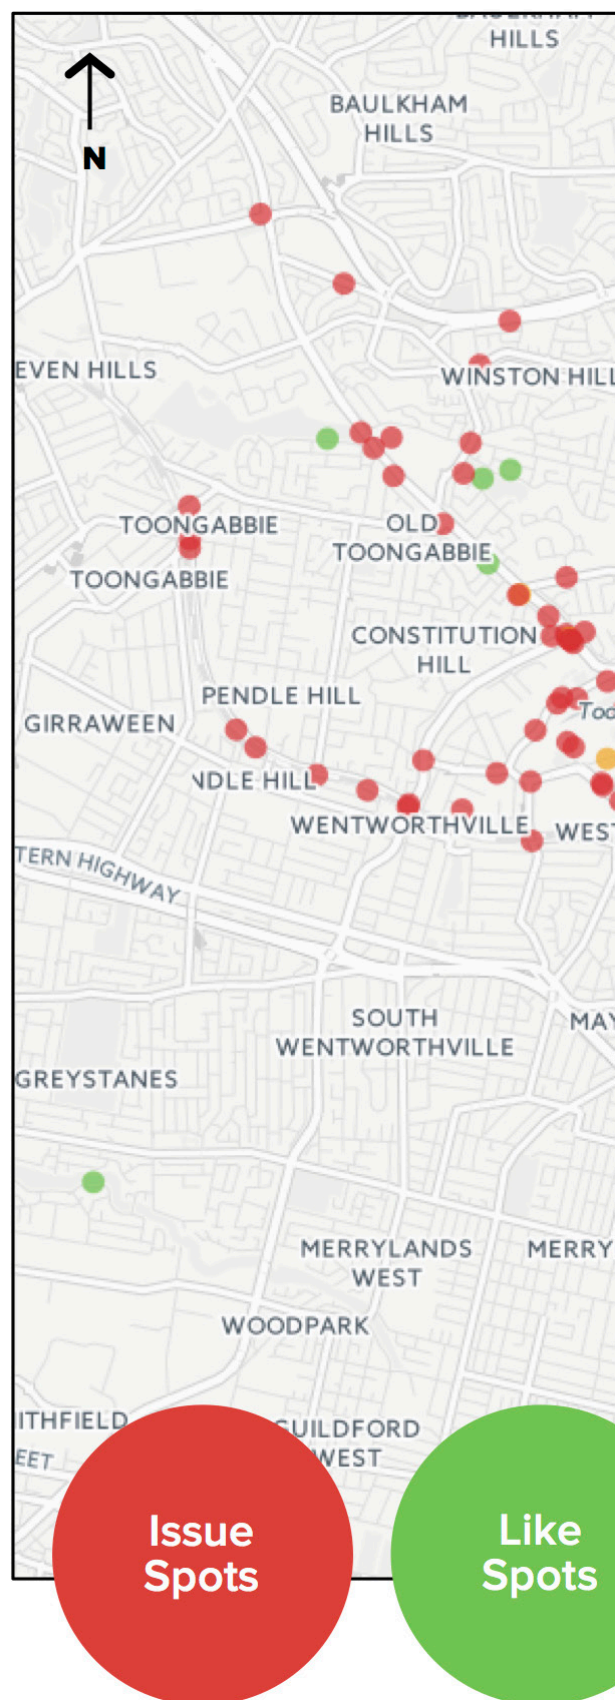 BAULKHAM
HILLS
N
BAULKHAM
HILLS
EVEN HILLS
WINSTON HILL
TOONGABBIE
OLD
TOONGABBIE
TOONGABBIE
CONSTITUTION
HILL
PENDLE HILL
Too
GIRRAWEEN
NDLE HILL
WENTWORTHVILLE
WEST
TERN HIGHWAY
SOUTH
WENTWORTHVILLE
MAY
GREYSTANES
MERRYLANDS
WEST
MERRY
WOODPARK
ITHFIELD
GUILDFORD
WEST
EET
Issue
Spots
Like
Spots